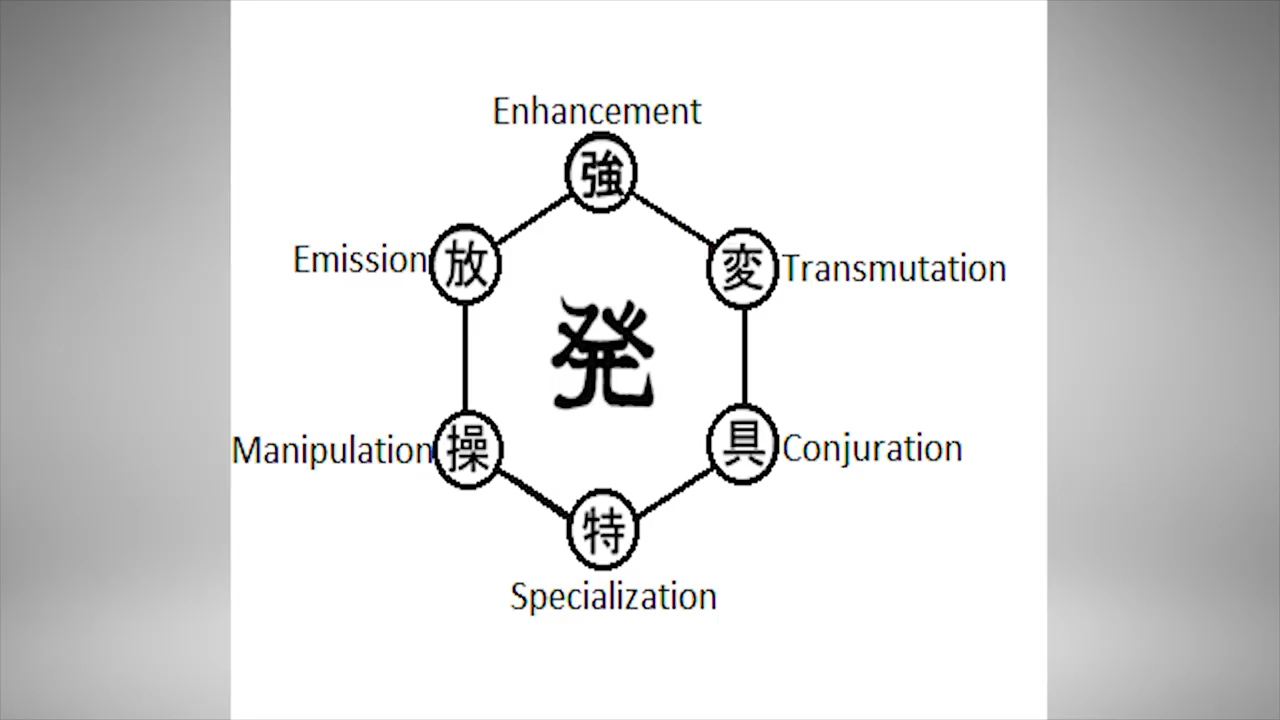 Enhancement
強
Emission 放
変 Transmutation
発
Manipulation 操
具 Conjuration
特
Specialization